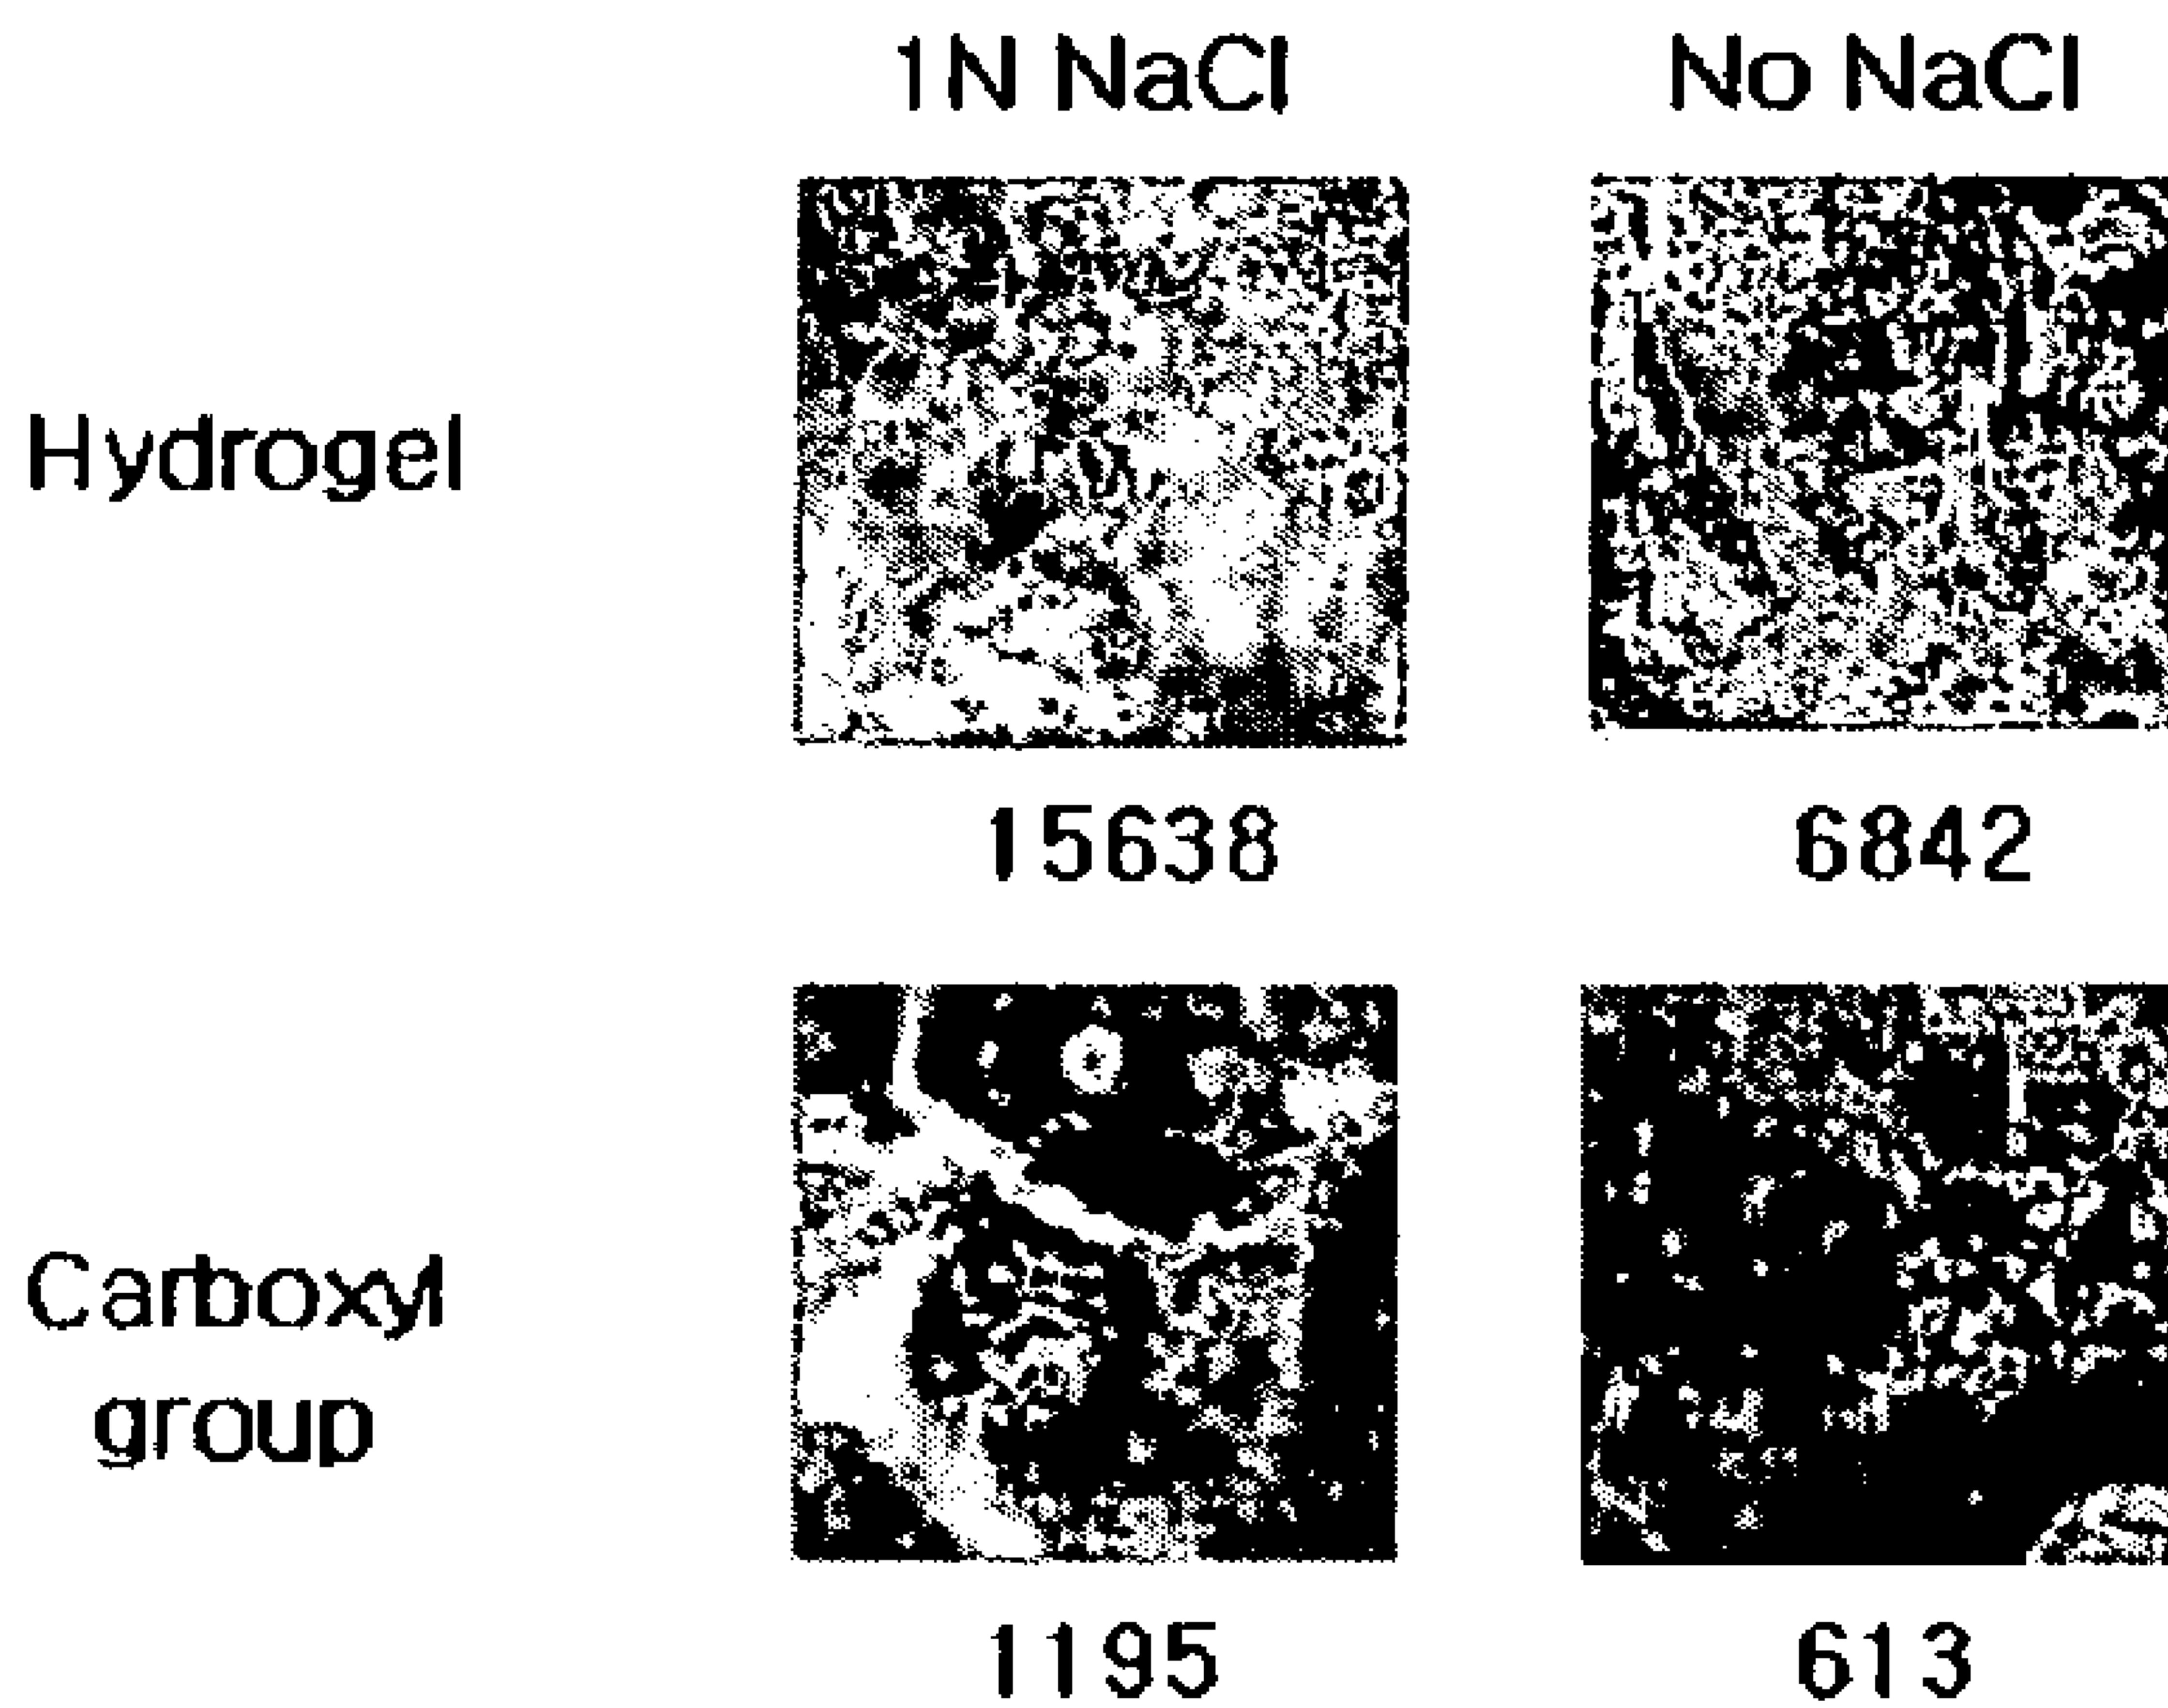 1N NaCl No NaCl
Hydrogel
15638 6842
Carboxyl
group
1195 613